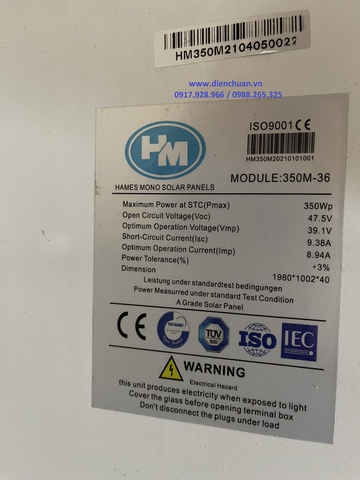 HM350M2104050022
www.dienchuan.vn
0917.928.966 / 0988.265.325
HM
HAMES MONO SOLAR PANELS
ISO9001 CE
HM350M20210101001
MODULE:350M-36
Maximum Power at STC(Pmax) 350Wp
Open Circuit Voltage(Voc) 47.5V
Optimum Operation Voltage(Vmp) 39.1V
Short-Circuit Current(Isc) 9.38A
Optimum Operation Current(Imp) 8.94A
Power Tolerance(%) +3%
Dimension 1980*1002*40
Leistung under standardtest bedingungen
Power Measurred under*standard Test Condition
A Grade Solar Panel
CE TÜV SUD ISO IEC
WARNING
Electrical Hazard
this unit produces electricity when exposed to light
Cover the glass before opening terminal box
Don't disconnect the plugs under load